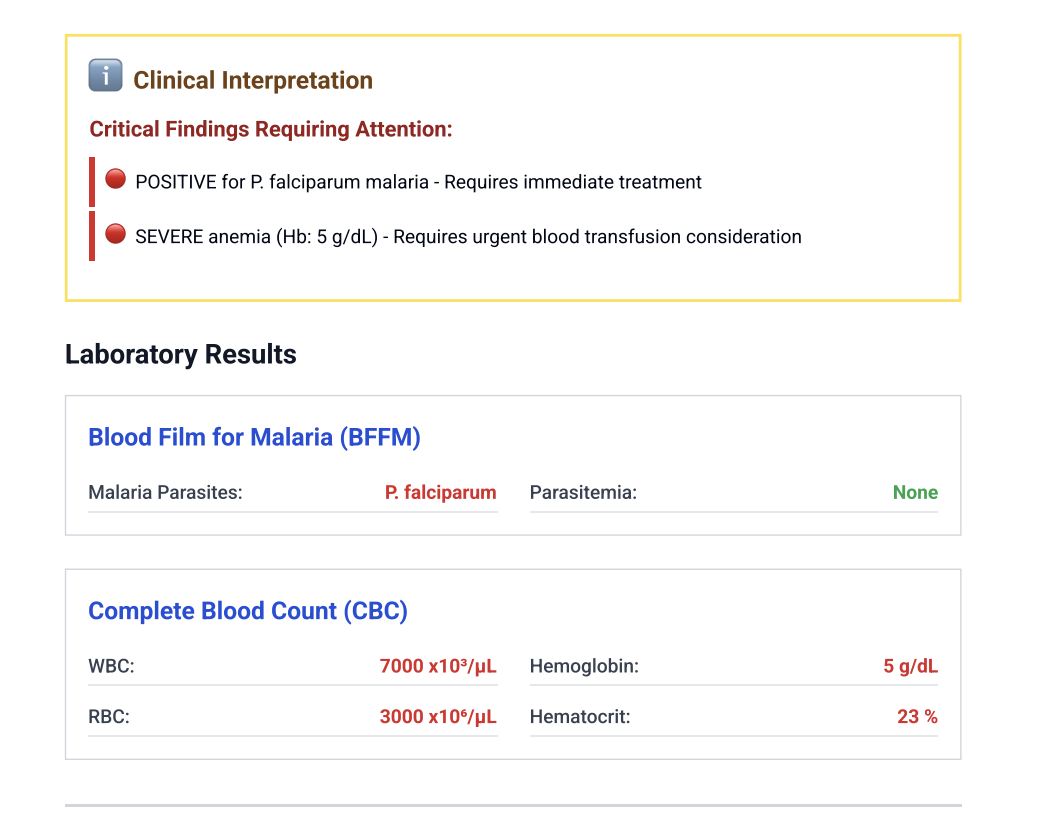 Clinical Interpretation
Critical Findings Requiring Attention:
POSITIVE for P. falciparum malaria - Requires immediate treatment
SEVERE anemia (Hb: 5 g/dL) - Requires urgent blood transfusion consideration
Laboratory Results
Blood Film for Malaria (BFFM)
Malaria Parasites: P. falciparum Parasitemia: None
Complete Blood Count (CBC)
WBC: 7000 x10³/µL Hemoglobin: 5 g/dL
RBC: 3000 x10⁶/µL Hematocrit: 23 %